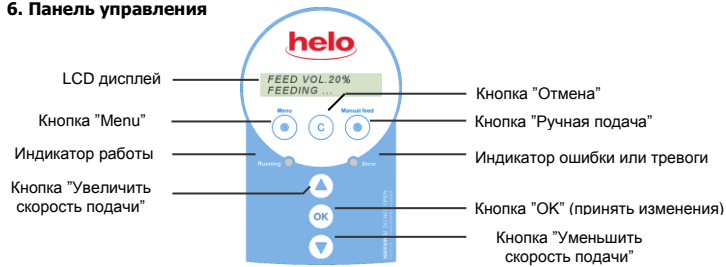 6. Панель управления
helo
LCD дисплей
FEED VOL.20%
FEEDING ...
Кнопка "Отмена"
Кнопка "Menu"
Menu
C
Manual feed
Кнопка "Ручная подача"
Индикатор работы
Running
Error
Индикатор ошибки или тревоги
Кнопка "Увеличить
скорость подачи"
OK
Кнопка "OK" (принять изменения)
Кнопка "Уменьшить
скорость подачи"